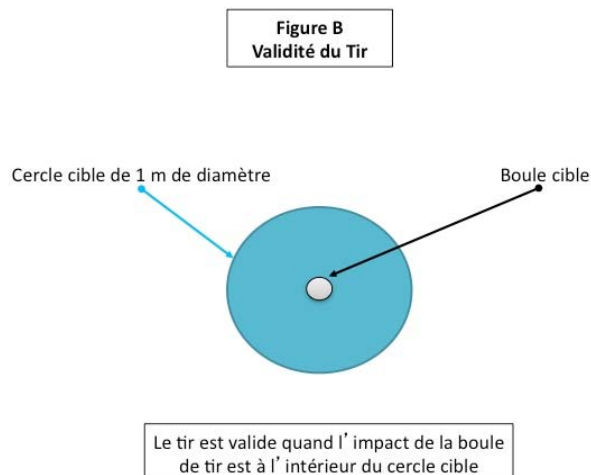 Figure B
Validité du Tir
Cercle cible de 1 m de diamètre
Boule cible
Le tir est valide quand l’impact de la boule
de tir est à l’intérieur du cercle cible